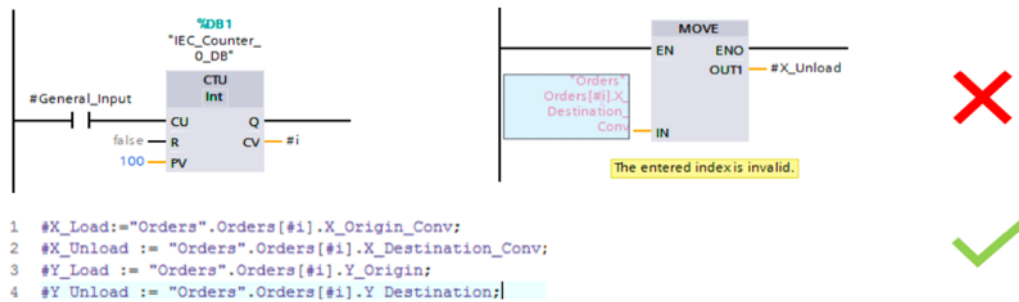 %DB1
"IEC_Counter_
0_DB"
CTU
Int
#General_Input
CU
Q
false
R
CV
#i
100
PV
MOVE
EN
ENO
OUT1
#X_Unload
"Orders".
Orders[#i].X_
Destination_
Conv
IN
The entered index is invalid.
1 #X_Load:="Orders".Orders[#i].X_Origin_Conv;
2 #X_Unload := "Orders".Orders[#i].X_Destination_Conv;
3 #Y_Load := "Orders".Orders[#i].Y_Origin;
4 #Y_Unload := "Orders".Orders[#i].Y_Destination;